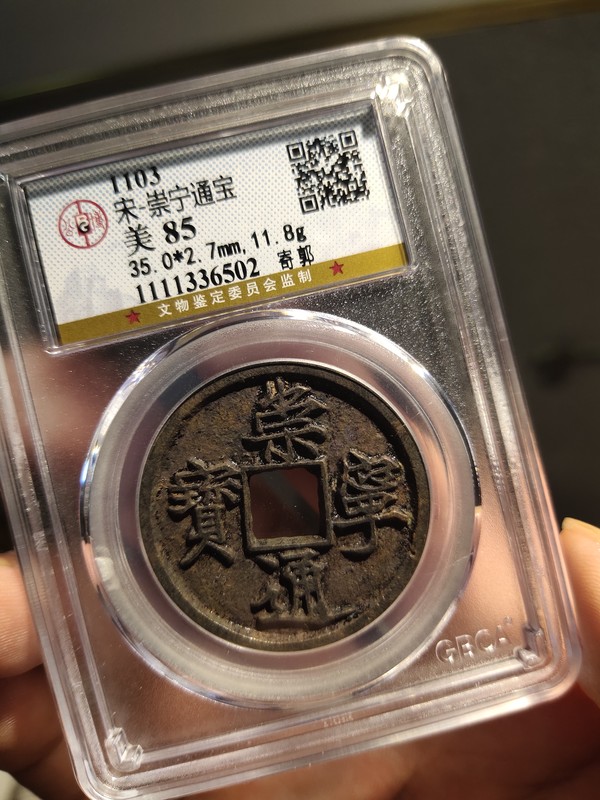 1103
宋-崇宁通宝
美 85
35.0*2.7mm,11.8g
1111336502 寄郭
文物鉴定委员会监制
崇
寧
通
寶
GBCA